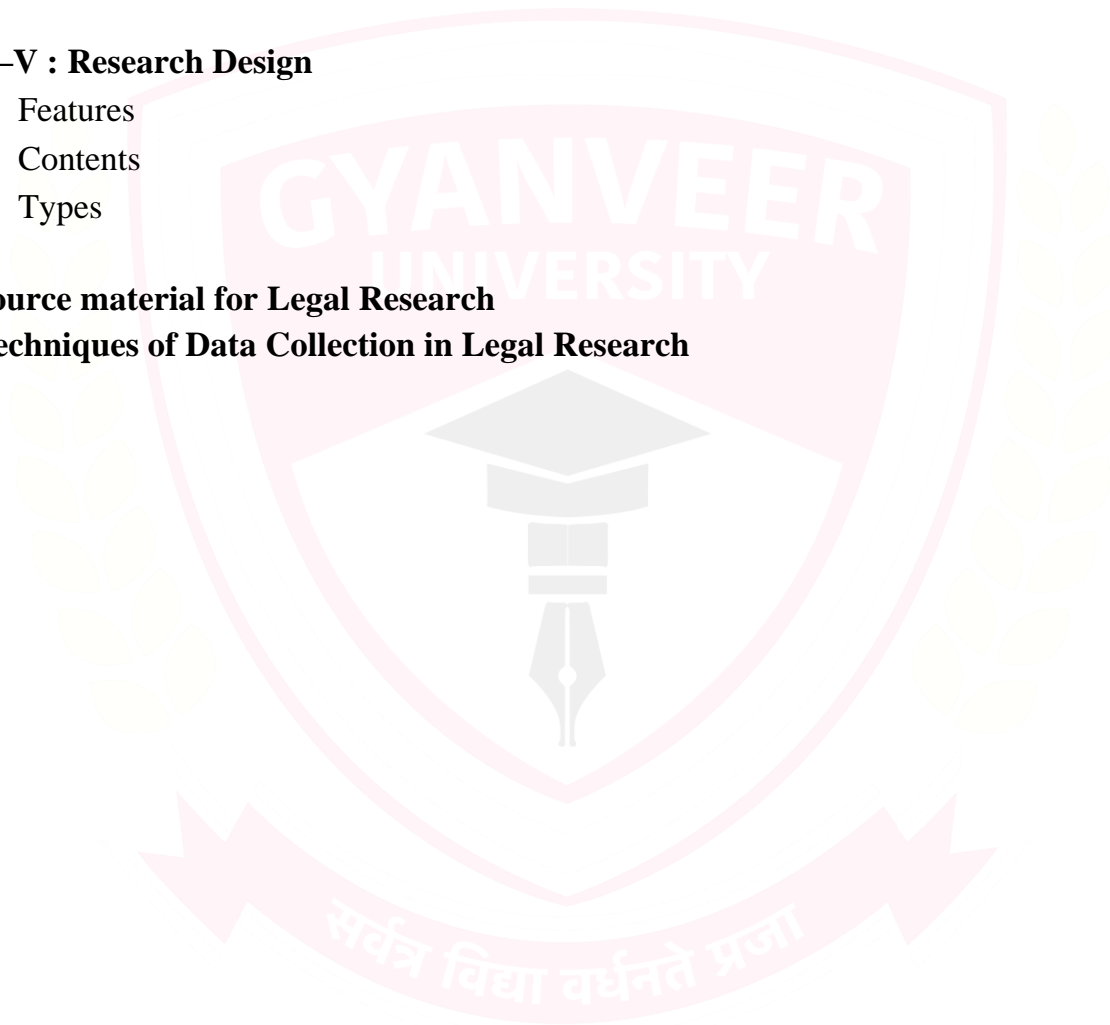 –V : Research Design
Features
Contents
Types
ource material for Legal Research
echniques of Data Collection in Legal Research
GYANVEER
UNIVERSITY
सर्वत्र विद्या वर्धनते प्रजा